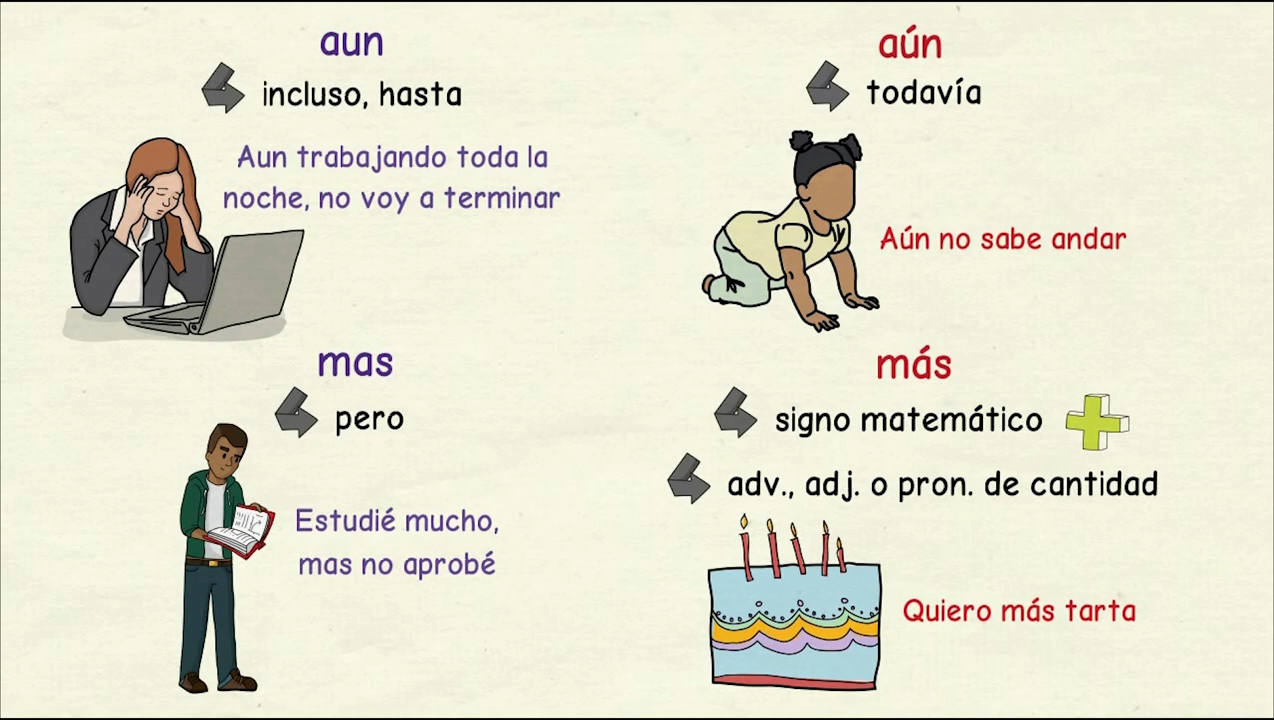 aun
incluso, hasta
Aun trabajando toda la
noche, no voy a terminar
aún
todavía
Aún no sabe andar
mas
pero
Estudié mucho,
mas no aprobé
más
signo matemático
adv., adj. o pron. de cantidad
Quiero más tarta